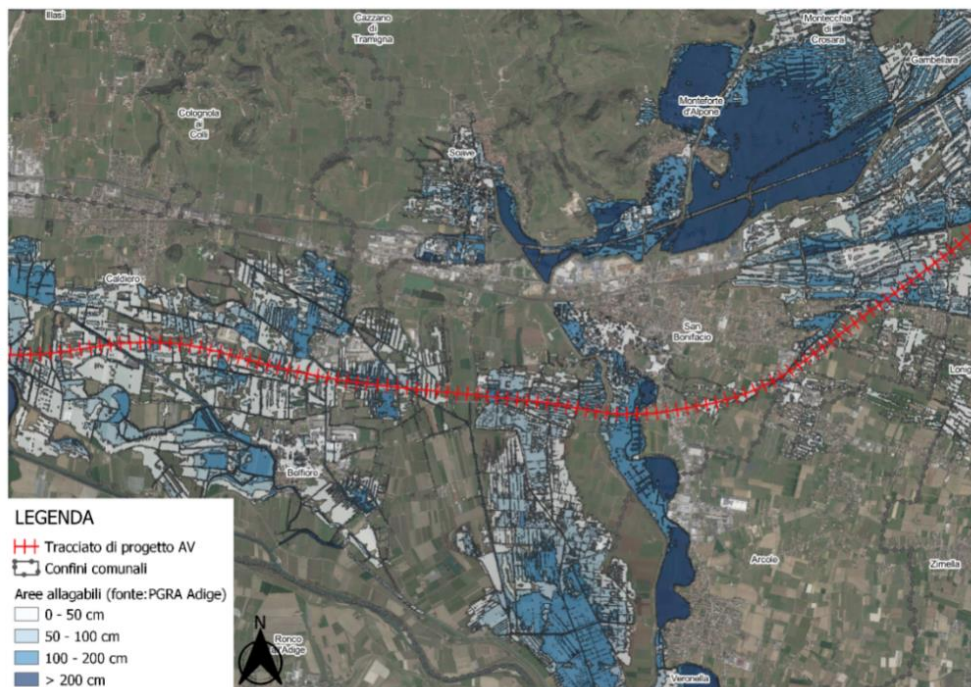 Illasi
Cazzano
di
Tramigna
Montecchia
di
Crosara
Gambellara
Monteforte
d'Alpone
Colognola
ai
Colli
Soave
Caldiero
San
Bonifacio
Belfiore
Arcole
Zimella
Ronco
Veronella
LEGENDA
Tracciato di progetto AV
Confini comunali
Aree allagabili (fonte:PGRA Adige)
0 - 50 cm
50 - 100 cm
100 - 200 cm
> 200 cm
N